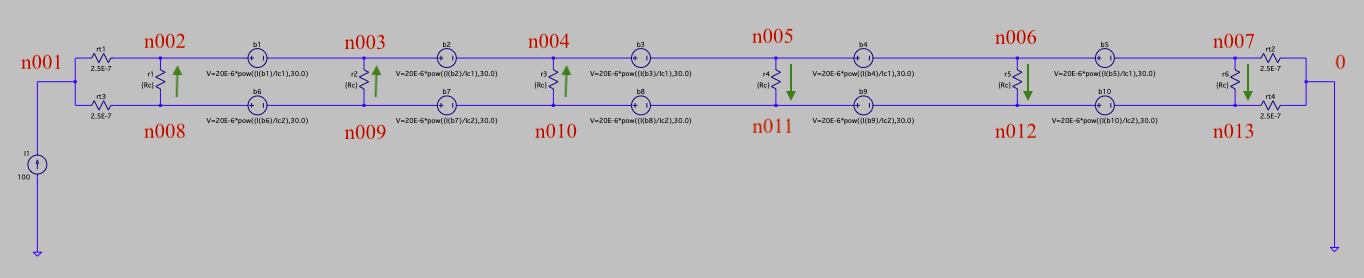 n001
rt1
2.5E-7
n002
b1
V=20E-6*pow((I(b1)/Ic1),30.0)
n003
b2
V=20E-6*pow((I(b2)/Ic1),30.0)
n004
b3
V=20E-6*pow((I(b3)/Ic1),30.0)
n005
b4
V=20E-6*pow((I(b4)/Ic1),30.0)
n006
b5
V=20E-6*pow((I(b5)/Ic1),30.0)
n007
rt2
2.5E-7
0
r1
{Rc}
r2
{Rc}
r3
{Rc}
r4
{Rc}
r5
{Rc}
r6
{Rc}
rt3
2.5E-7
n008
b6
V=20E-6*pow((I(b6)/Ic2),30.0)
n009
b7
V=20E-6*pow((I(b7)/Ic2),30.0)
n010
b8
V=20E-6*pow((I(b8)/Ic2),30.0)
n011
b9
V=20E-6*pow((I(b9)/Ic2),30.0)
n012
b10
V=20E-6*pow((I(b10)/Ic2),30.0)
n013
rt4
2.5E-7
I1
100